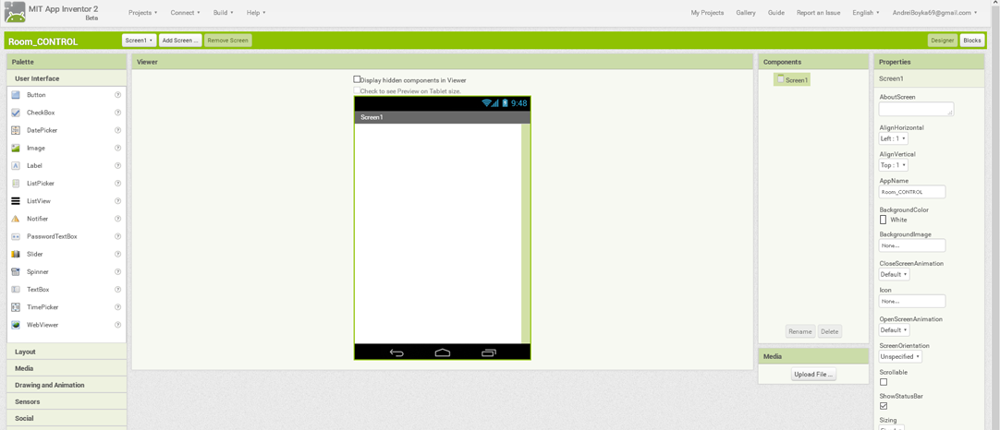 MIT App Inventor 2
Beta
Projects Connect Build Help
My Projects Gallery Guide Report an Issue English AndreiBoyka69@gmail.com
Room_CONTROL
Screen1 Add Screen ... Remove Screen
Designer Blocks
Palette
User Interface
Button
CheckBox
DatePicker
Image
Label
ListPicker
ListView
Notifier
PasswordTextBox
Slider
Spinner
TextBox
TimePicker
WebViewer
Layout
Media
Drawing and Animation
Sensors
Social
Viewer
Display hidden components in Viewer
Check to see Preview on Tablet size.
9:48
Screen1
Components
Screen1
Rename Delete
Media
Upload File ...
Properties
Screen1
AboutScreen
AlignHorizontal
Left : 1
AlignVertical
Top : 1
AppName
Room_CONTROL
BackgroundColor
White
BackgroundImage
None...
CloseScreenAnimation
Default
Icon
None...
OpenScreenAnimation
Default
ScreenOrientation
Unspecified
Scrollable
ShowStatusBar
Sizing